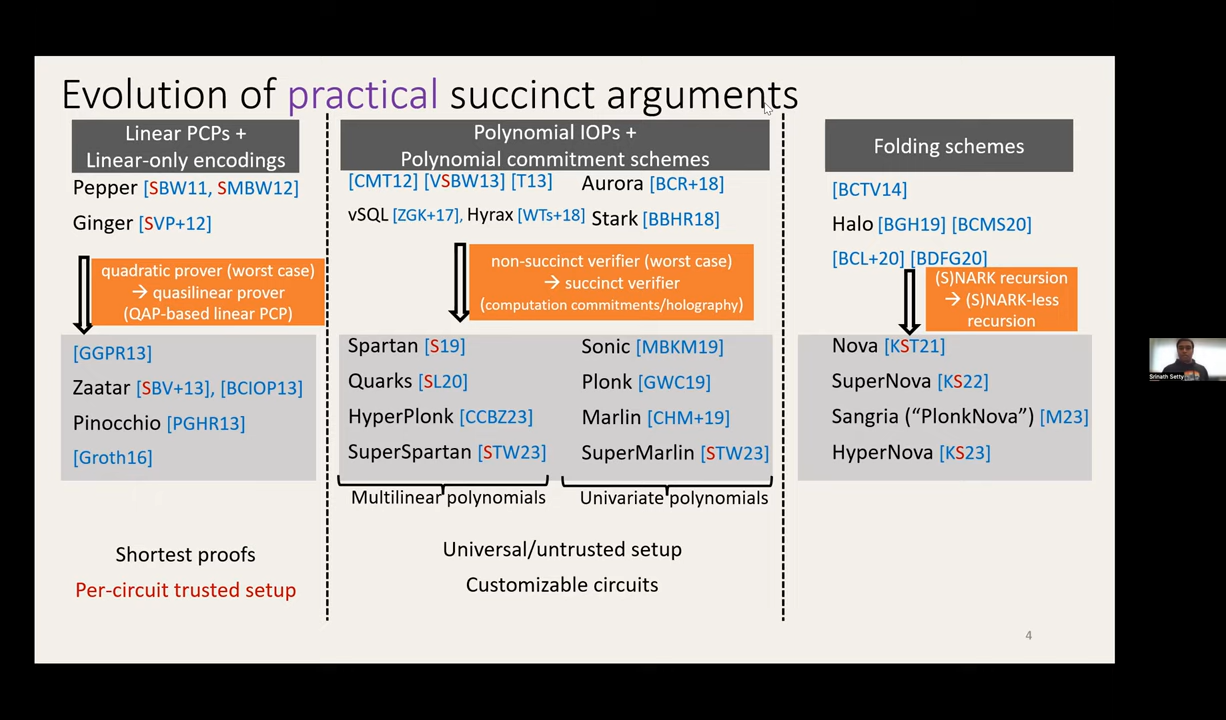 Evolution of practical succinct arguments
Linear PCPs +
Linear-only encodings
Pepper [SBW11, SMBW12]
Ginger [SVP+12]
quadratic prover (worst case)
→ quasilinear prover
(QAP-based linear PCP)
[GGPR13]
Zaatar [SBV+13], [BCIOP13]
Pinocchio [PGHR13]
[Groth16]
Shortest proofs
Per-circuit trusted setup
Polynomial IOPs +
Polynomial commitment schemes
[CMT12] [VSBW13] [T13]
vSQL [ZGK+17], Hyrax [WTs+18]
Aurora [BCR+18]
Stark [BBHR18]
non-succinct verifier (worst case)
→ succinct verifier
(computation commitments/holography)
Spartan [S19]
Quarks [SL20]
HyperPlonk [CCBZ23]
SuperSpartan [STW23]
Multilinear polynomials
Sonic [MBKM19]
Plonk [GWC19]
Marlin [CHM+19]
SuperMarlin [STW23]
Univariate polynomials
Universal/untrusted setup
Customizable circuits
Folding schemes
[BCTV14]
Halo [BGH19] [BCMS20]
[BCL+20] [BDFG20]
(S)NARK recursion
→ (S)NARK-less
recursion
Nova [KST21]
SuperNova [KS22]
Sangria (“PlonkNova”) [M23]
HyperNova [KS23]
4
Srinath Setty